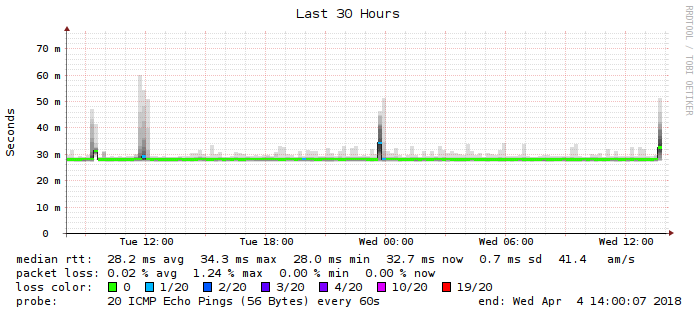 Last 30 Hours
RRDTOOL / TOBI OETIKER
Seconds
70 m
60 m
50 m
40 m
30 m
20 m
10 m
0
Tue 12:00 Tue 18:00 Wed 00:00 Wed 06:00 Wed 12:00
median rtt: 28.2 ms avg 34.3 ms max 28.0 ms min 32.7 ms now 0.7 ms sd 41.4 am/s
packet loss: 0.02 % avg 1.24 % max 0.00 % min 0.00 % now
loss color: 0 1/20 2/20 3/20 4/20 10/20 19/20
probe: 20 ICMP Echo Pings (56 Bytes) every 60s end: Wed Apr 4 14:00:07 2018